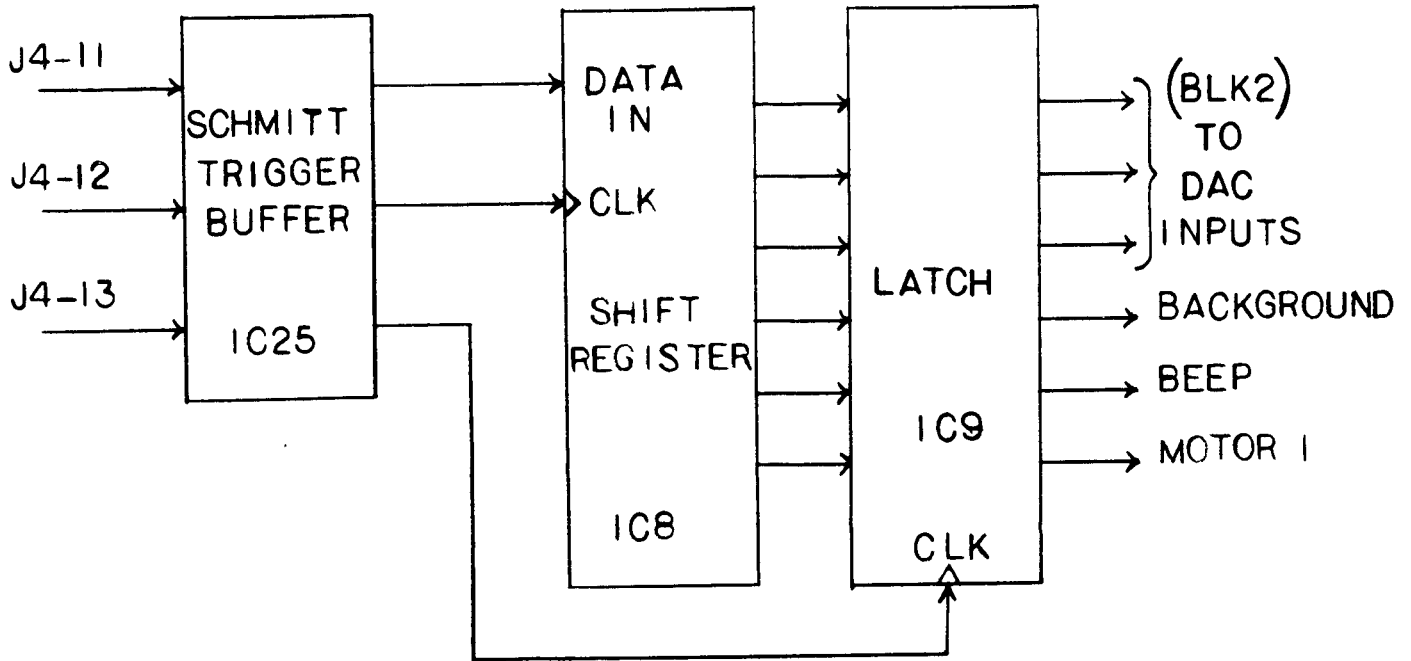 J4-11
J4-12
J4-13
SCHMITT
TRIGGER
BUFFER
IC25
DATA
IN
CLK
SHIFT
REGISTER
IC8
LATCH
IC9
CLK
(BLK2)
TO
DAC
INPUTS
BACKGROUND
BEEP
MOTOR 1